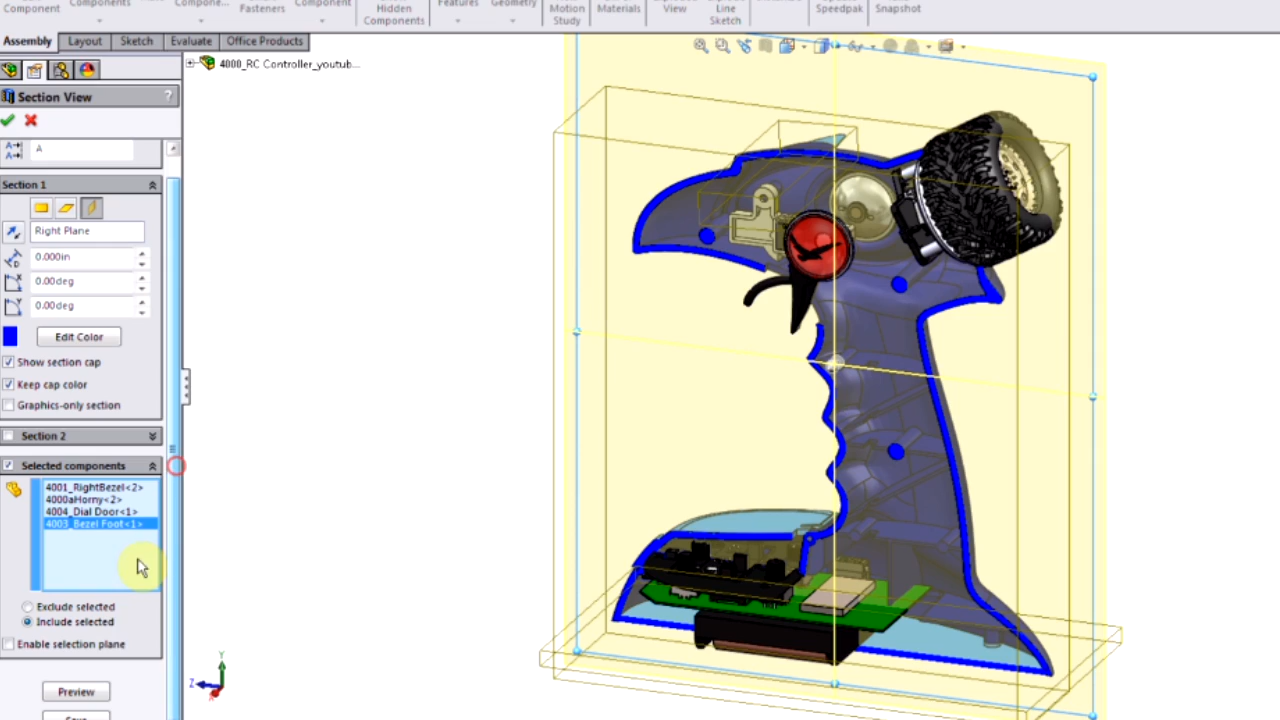 Component
Components
Compone...
Fasteners
Component
Hidden
Components
Features
Geometry
Motion
Study
Materials
View
Line
Sketch
Speedpak
Snapshot
Assembly
Layout
Sketch
Evaluate
Office Products
4000_RC Controller_youtub...
Section View
?
A
Section 1
Right Plane
0.000in
0.00deg
0.00deg
Edit Color
Show section cap
Keep cap color
Graphics-only section
Section 2
Selected components
4001_RightBezel<2>
4000aHorny<2>
4004_Dial Door<1>
4003_Bezel Foot<1>
Exclude selected
Include selected
Enable selection plane
Preview
Y
Z